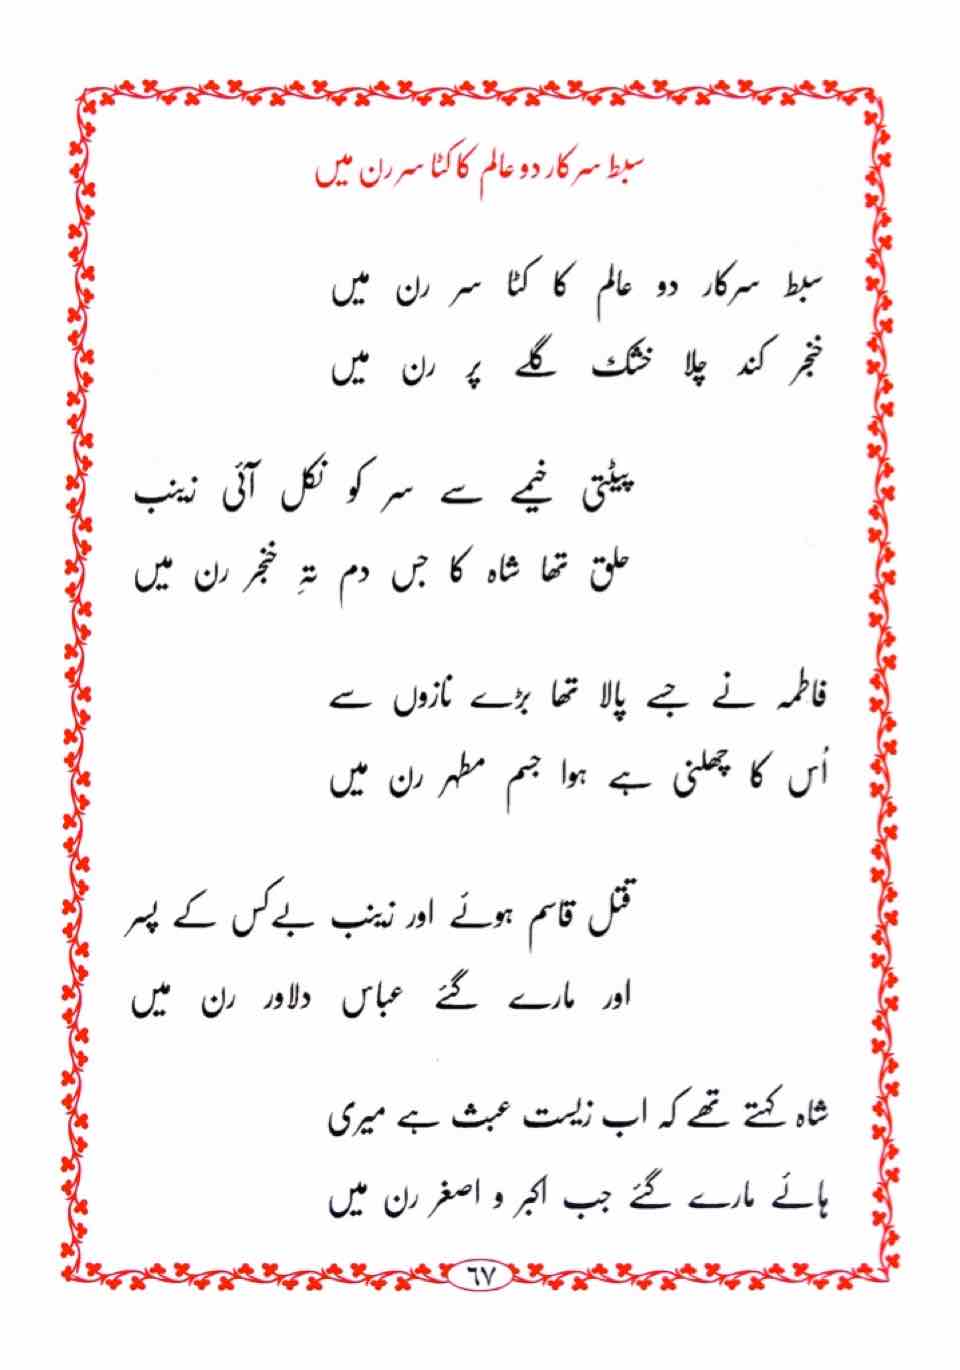 سبط سرکار دو عالم کا کٹا سر رن میں
سبط سرکار دو عالم کا کٹا سر رن میں
خنجر کند چلا خشک گلے پر رن میں
پیٹتی خیمے سے سر کو نکل آئی زینب
حلق تھا شاہ کا جس دم تہِ خنجر رن میں
فاطمہ نے جسے پالا تھا بڑے نازوں سے
اُس کا چھلنی ہے ہوا جسم مطہر رن میں
قتل قاسم ہوئے اور زینب بےکس کے پسر
اور مارے گئے عباس دلاور رن میں
شاہ کہتے تھے کہ اب زیست عبث ہے میری
ہائے مارے گئے جب اکبر و اصغر رن میں
٦٧